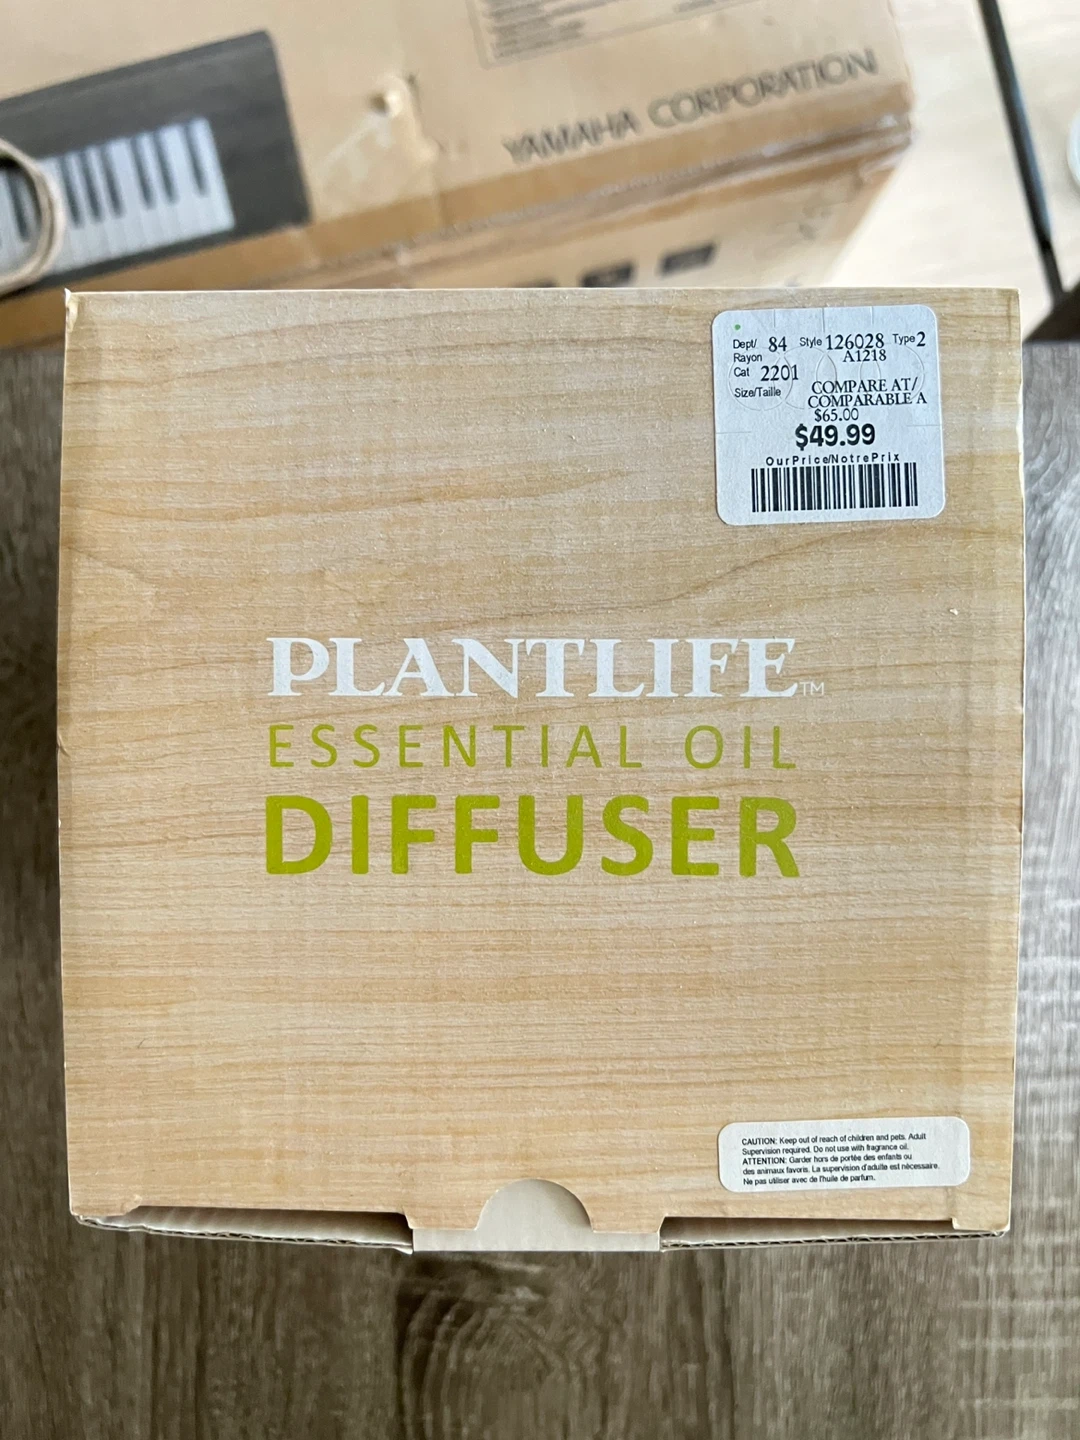 YAMAHA CORPORATION
Dept/ 84 Style 126028 Type 2
Rayon A1218
Cat 2201
Size/Taille COMPARE AT/
COMPARABLE A
$65.00
$49.99
OurPrice/NotrePrix
PLANTLIFE™
ESSENTIAL OIL
DIFFUSER
CAUTION: Keep out of reach of children and pets. Adult
Supervision required. Do not use with fragrance oil.
ATTENTION: Garder hors de portée des enfants ou
des animaux favoris. La supervision d'adulte est nécessaire.
Ne pas utiliser avec de l'huile de parfum.